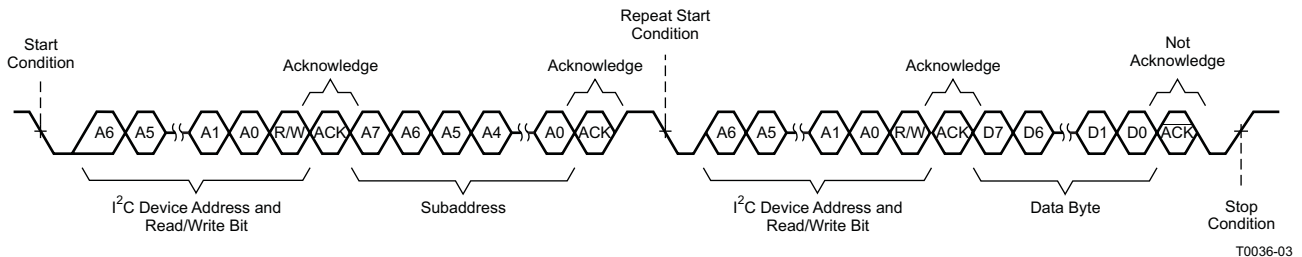 Repeat Start
Condition
Start
Condition
Not
Acknowledge
Acknowledge
Acknowledge
Acknowledge
A6 A5 A1 A0 R/W ACK A7 A6 A5 A4 A0 ACK A6 A5 A1 A0 R/W ACK D7 D6 D1 D0 ACK
I²C Device Address and
Read/Write Bit
Subaddress
I²C Device Address and
Read/Write Bit
Data Byte
Stop
Condition
T0036-03